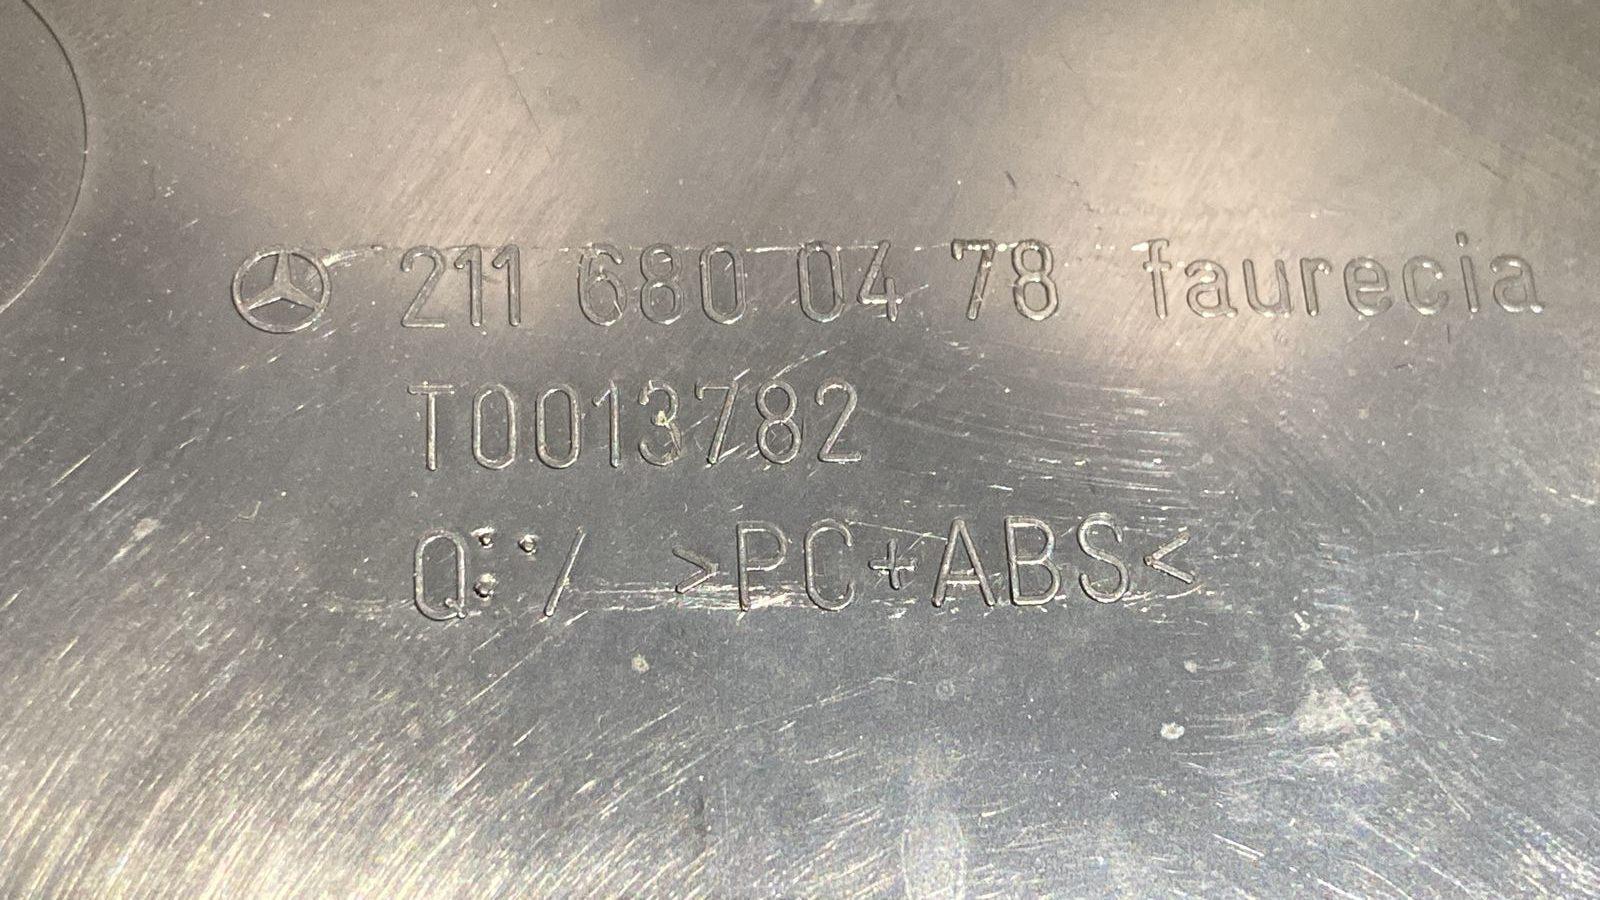 211 680 04 78 faurecia
T0013782
Q / >PC+ABS<